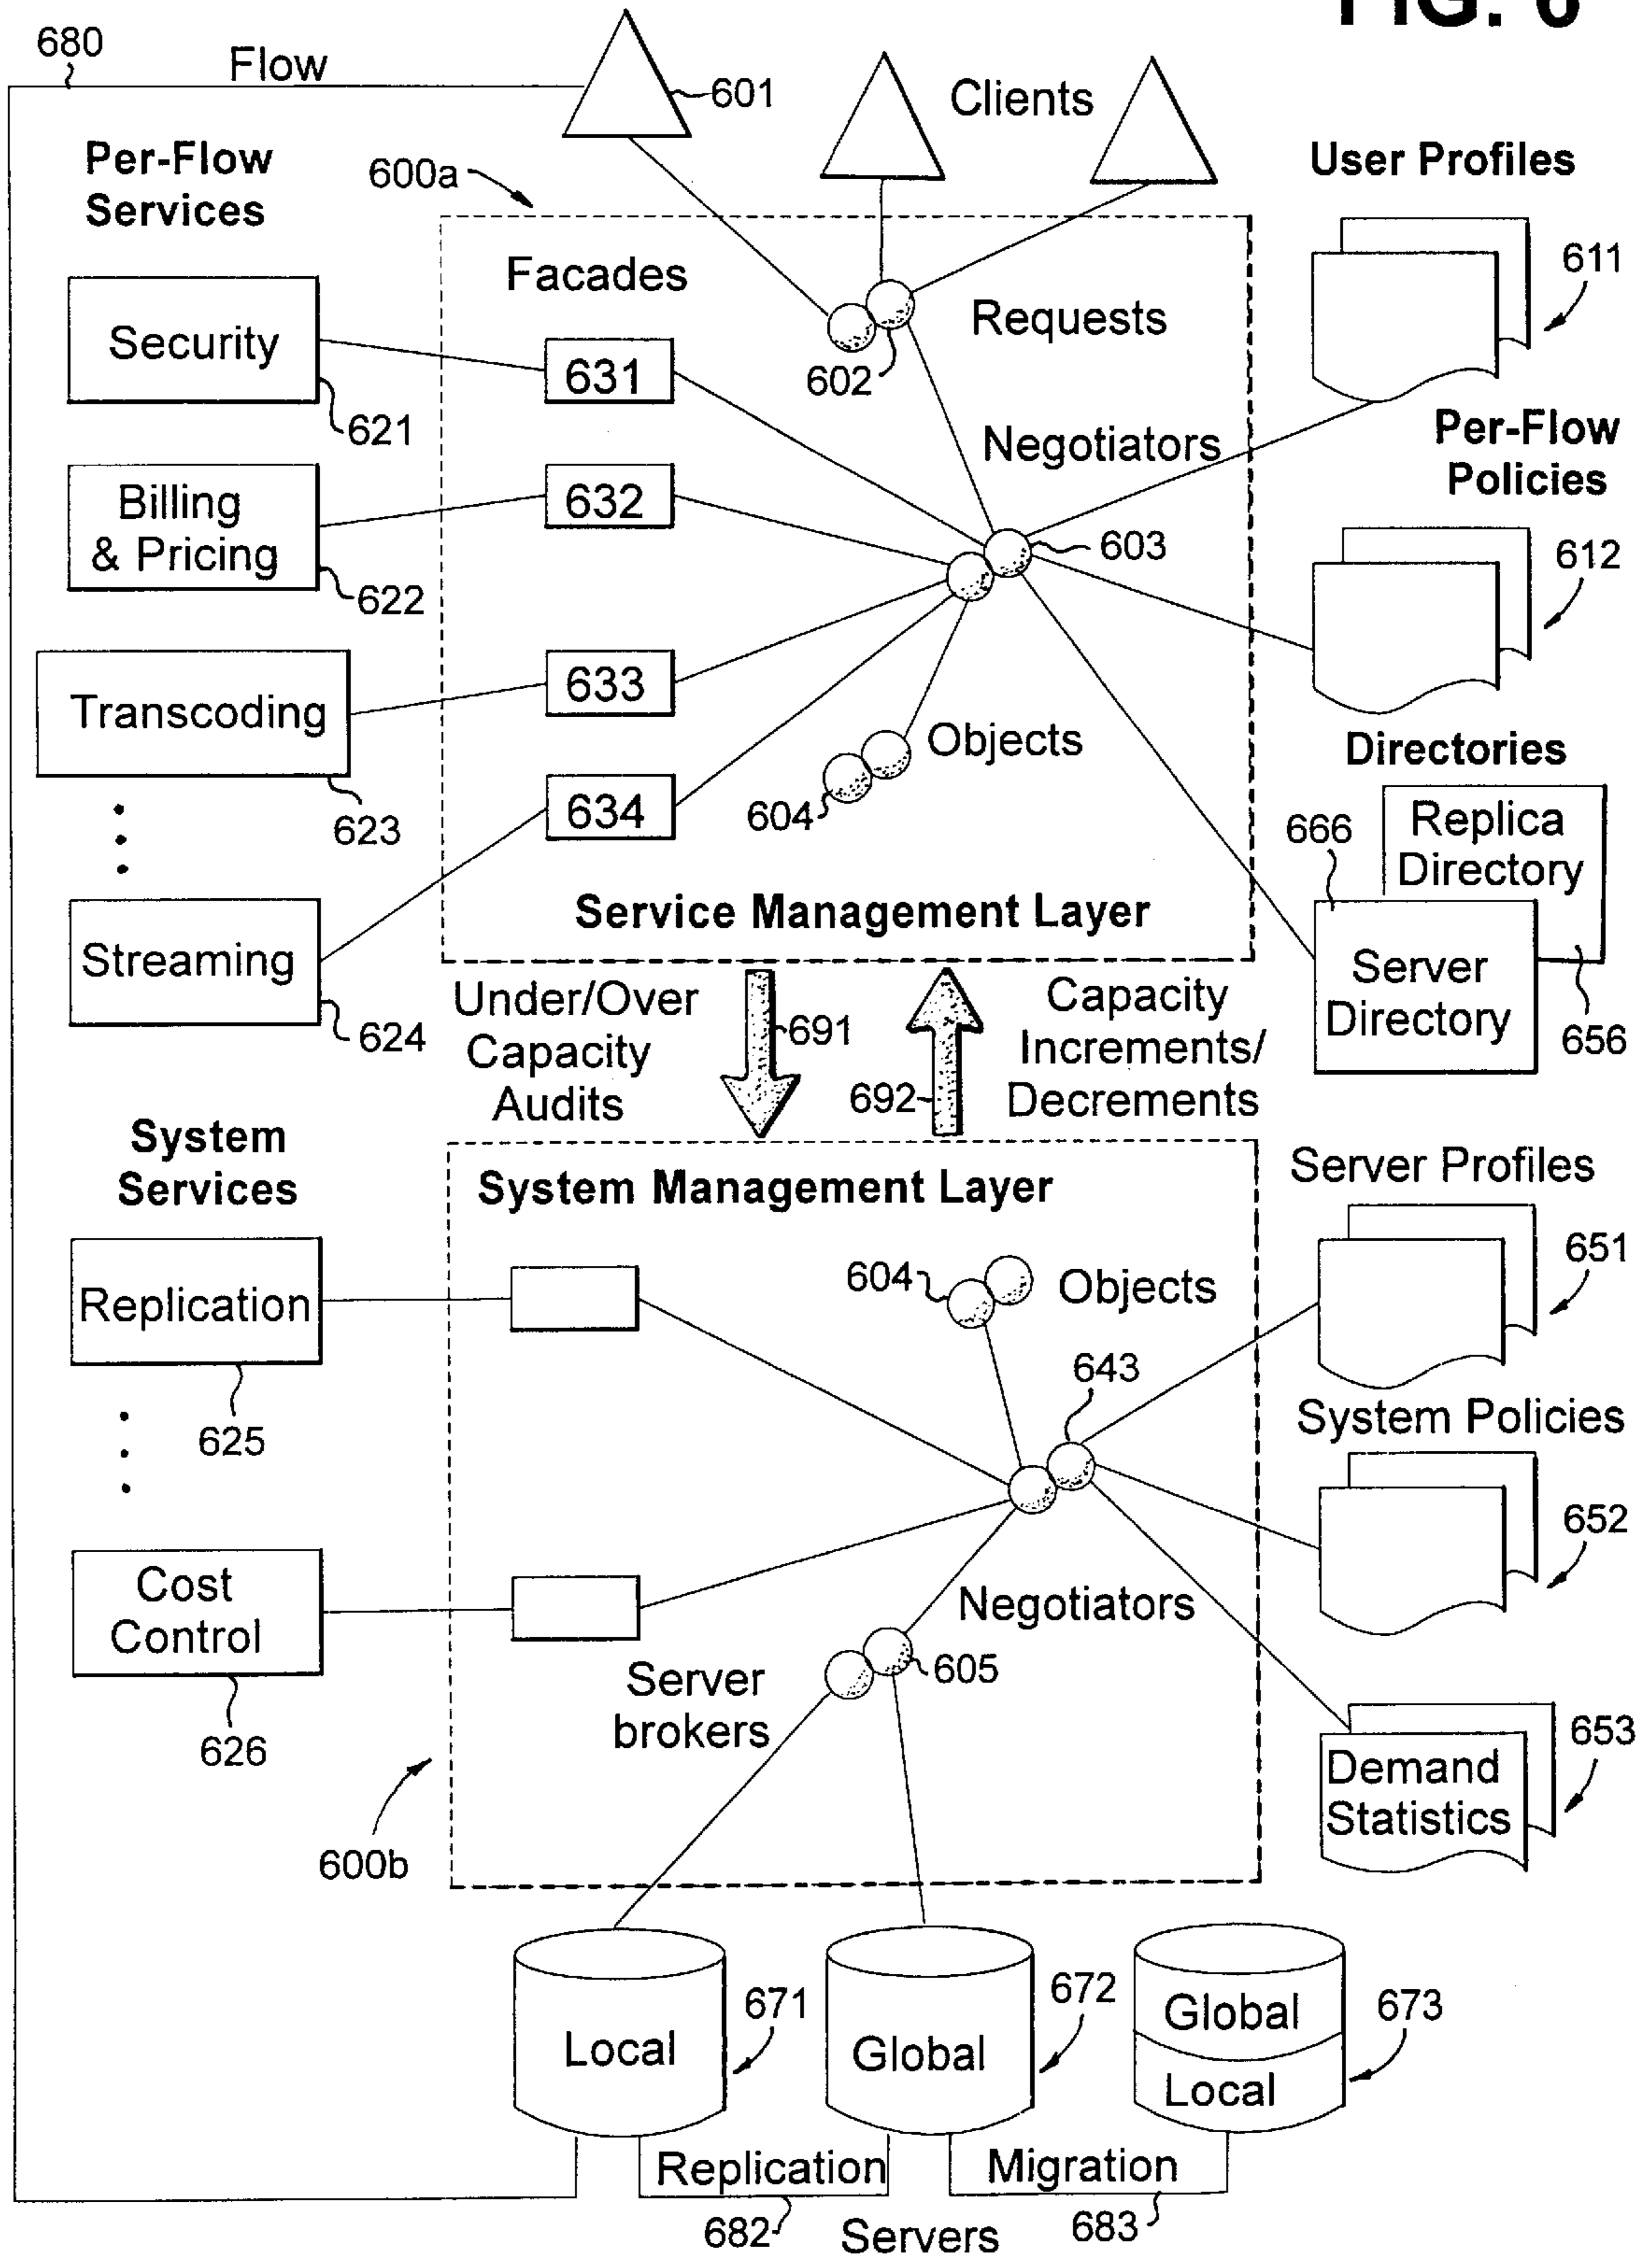 FIG. 6
680
Flow
601
Clients
Per-Flow
Services
600a
User Profiles
Facades
611
Security
631
Requests
602
621
Negotiators
Per-Flow
Policies
Billing
& Pricing
632
603
612
622
Transcoding
633
Objects
Directories
604
623
634
666
Replica
Directory
Service Management Layer
Streaming
Server
Directory
624
656
Under/Over
Capacity
Audits
691
692
Capacity
Increments/
Decrements
System
Services
System Management Layer
Server Profiles
604
Objects
651
Replication
643
625
System Policies
652
Cost
Control
Negotiators
605
Server
brokers
626
653
Demand
Statistics
600b
671
672
673
Local
Global
Global
Local
Replication
Migration
682
683
Servers